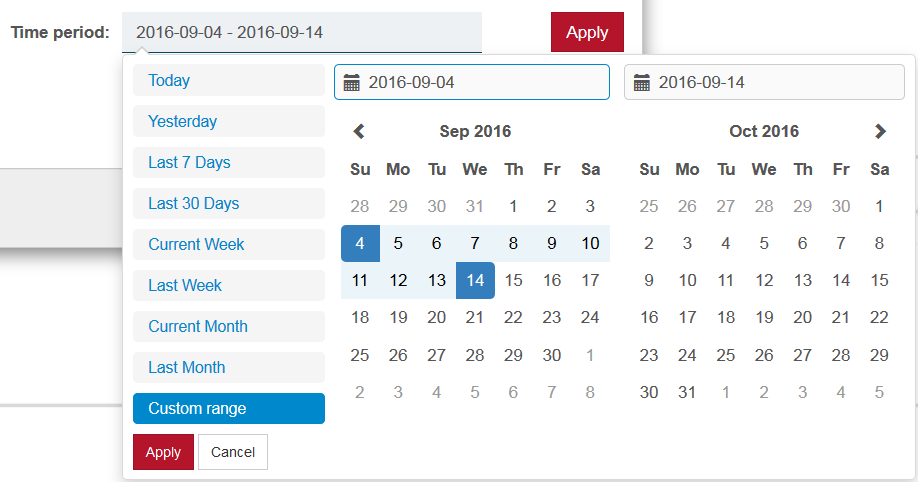 Time period: 2016-09-04 - 2016-09-14 Apply
Today
Yesterday
Last 7 Days
Last 30 Days
Current Week
Last Week
Current Month
Last Month
Custom range
Apply Cancel
2016-09-04
Sep 2016
Su Mo Tu We Th Fr Sa
28 29 30 31 1 2 3
4 5 6 7 8 9 10
11 12 13 14 15 16 17
18 19 20 21 22 23 24
25 26 27 28 29 30 1
2 3 4 5 6 7 8
2016-09-14
Oct 2016
Su Mo Tu We Th Fr Sa
25 26 27 28 29 30 1
2 3 4 5 6 7 8
9 10 11 12 13 14 15
16 17 18 19 20 21 22
23 24 25 26 27 28 29
30 31 1 2 3 4 5